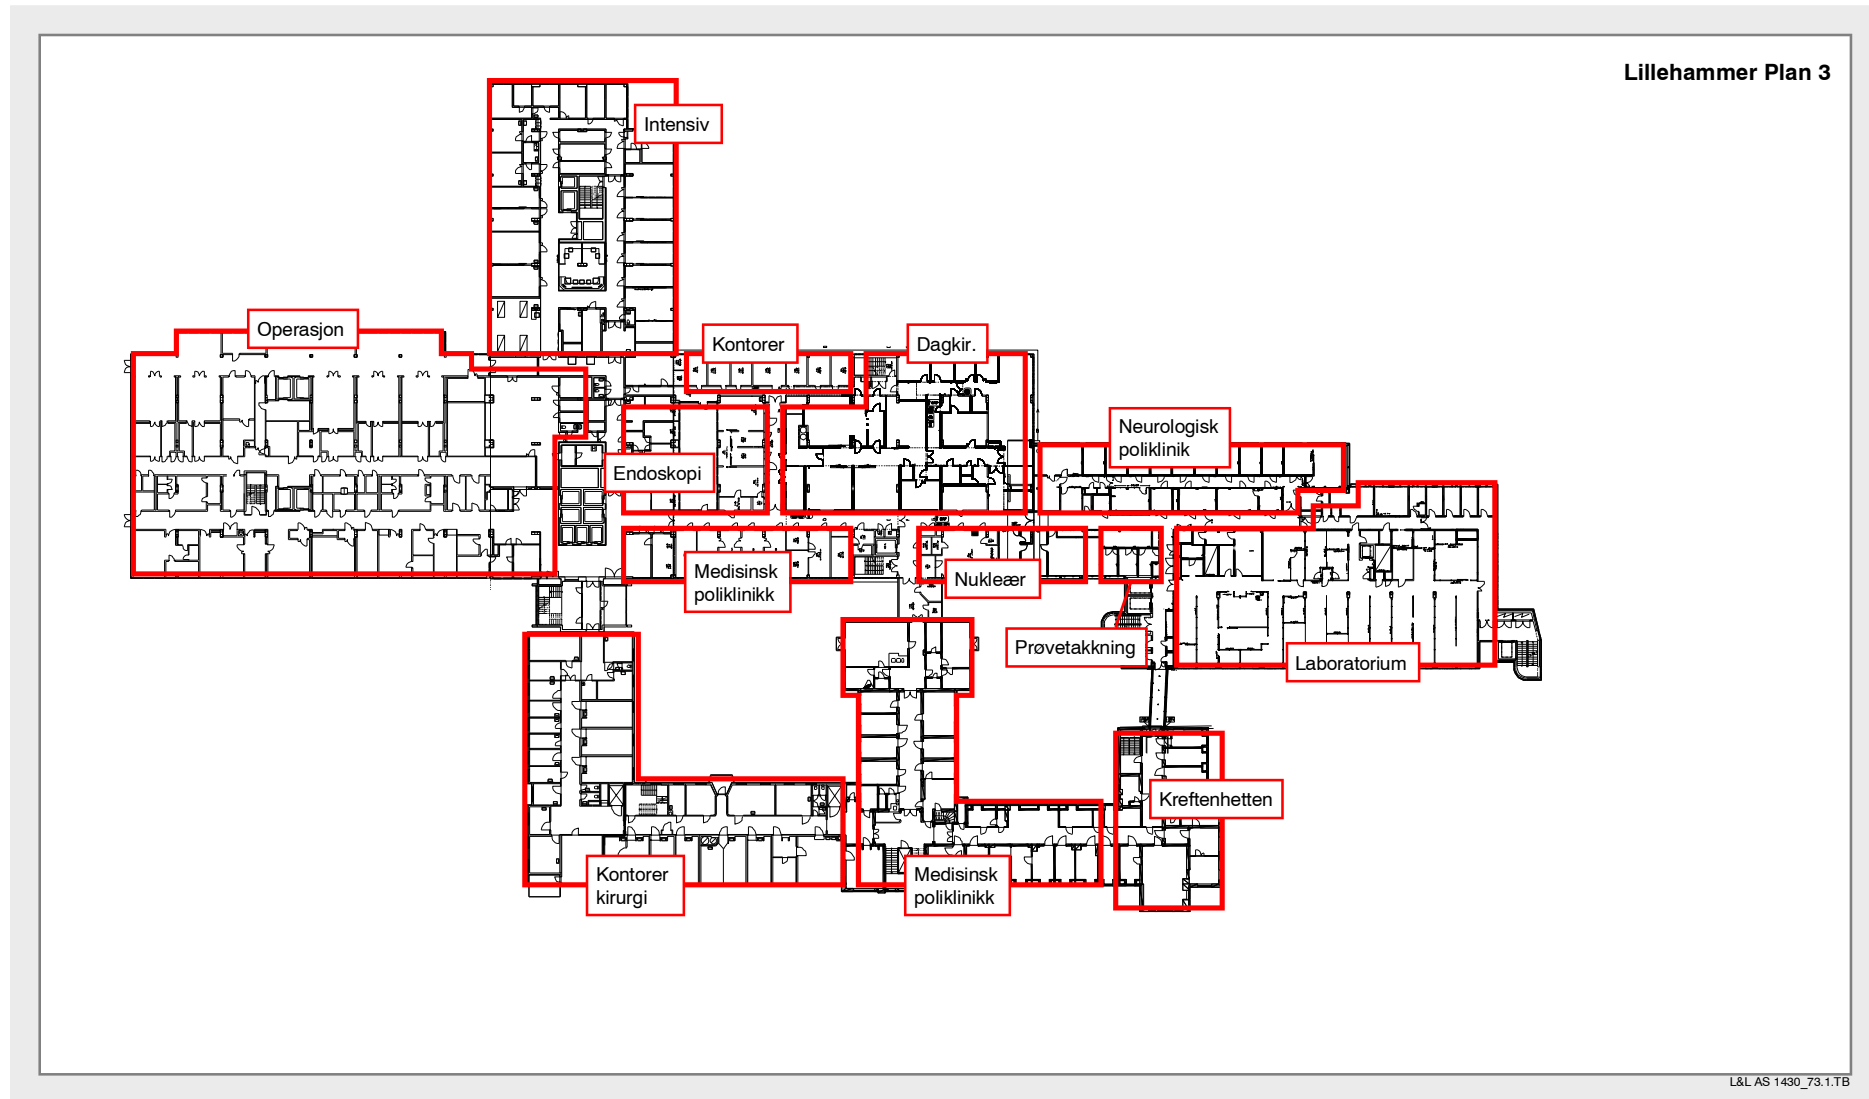 Lillehammer Plan 3
Intensiv
Operasjon
Kontorer
Dagkir.
Neurologisk
poliklinik
Endoskopi
Medisinsk
poliklinikk
Nukleær
Prøvetakkning
Laboratorium
Kreftenhetten
Kontorer
kirurgi
Medisinsk
poliklinikk
L&L AS 1430_73.1.TB